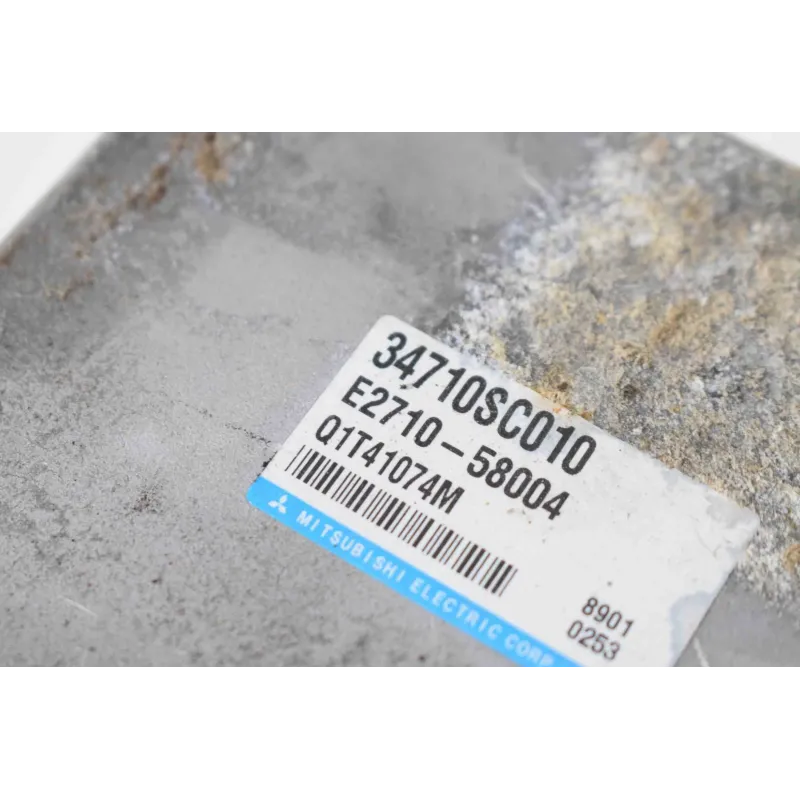 34710SC010
E2710-58004
Q1T41074M
MITSUBISHI ELECTRIC CORP
8901
0253